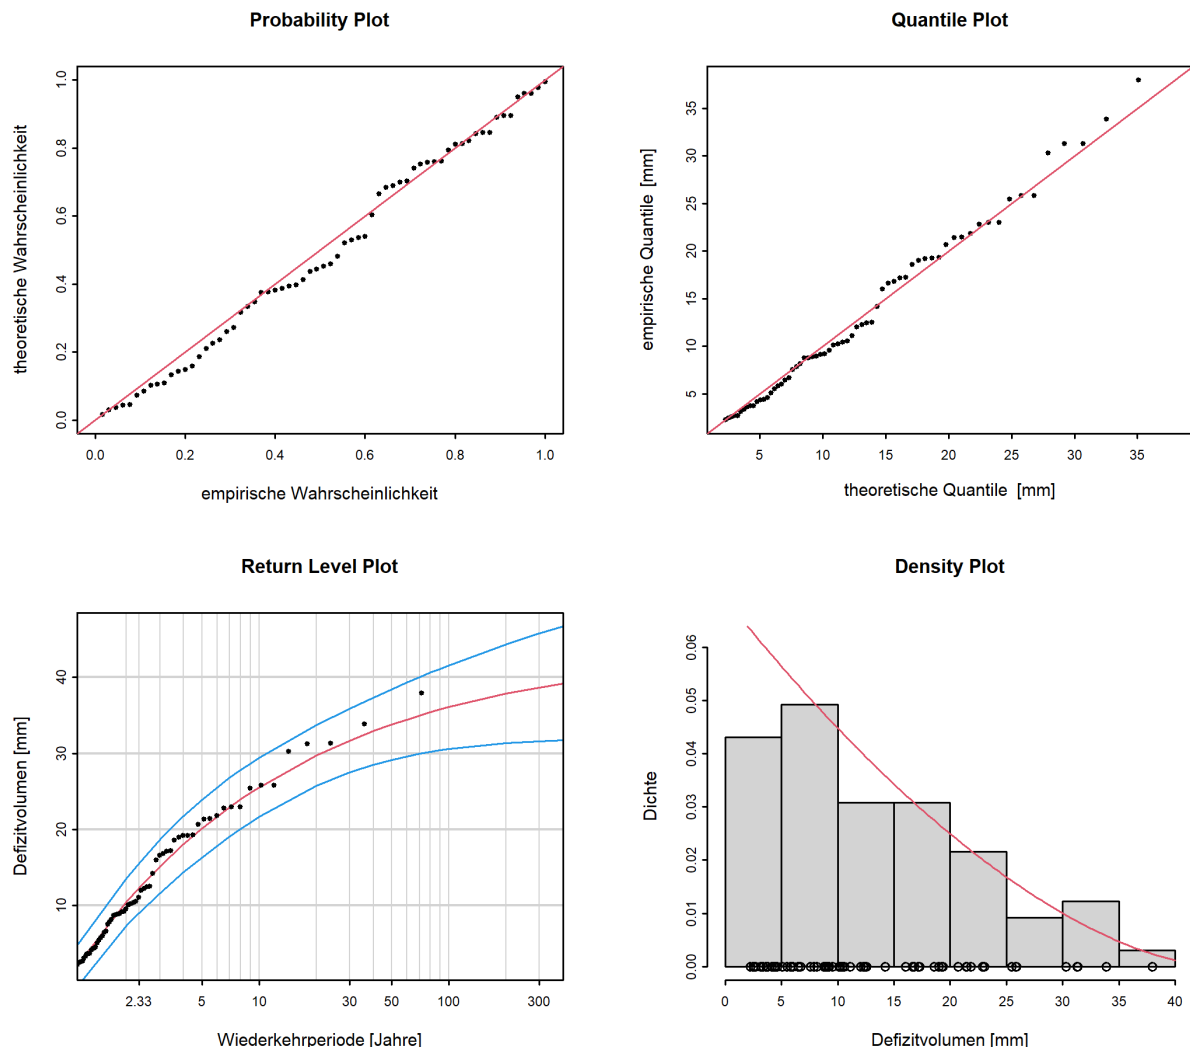 Probability Plot
theoretische Wahrscheinlichkeit
1.0
0.8
0.6
0.4
0.2
0.0
0.0 0.2 0.4 0.6 0.8 1.0
empirische Wahrscheinlichkeit
Quantile Plot
empirische Quantile [mm]
35
30
25
20
15
10
5
5 10 15 20 25 30 35
theoretische Quantile [mm]
Return Level Plot
Defizitvolumen [mm]
40
30
20
10
2.33 5 10 30 50 100 300
Wiederkehrperiode [Jahre]
Density Plot
Dichte
0.06
0.05
0.04
0.03
0.02
0.01
0.00
0 5 10 15 20 25 30 35 40
Defizitvolumen [mm]